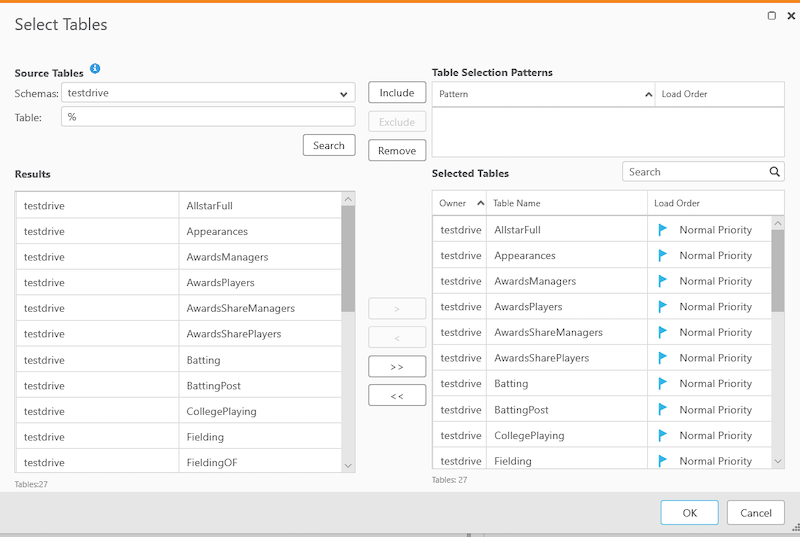 Select Tables
Source Tables
Schemas: testdrive
Table: %
Search
Results
testdrive AllstarFull
testdrive Appearances
testdrive AwardsManagers
testdrive AwardsPlayers
testdrive AwardsShareManagers
testdrive AwardsSharePlayers
testdrive Batting
testdrive BattingPost
testdrive CollegePlaying
testdrive Fielding
testdrive FieldingOF
Tables:27
Include
Exclude
Remove
>
<
>>
<<
Table Selection Patterns
Pattern Load Order
Selected Tables Search
Owner Table Name Load Order
testdrive AllstarFull Normal Priority
testdrive Appearances Normal Priority
testdrive AwardsManagers Normal Priority
testdrive AwardsPlayers Normal Priority
testdrive AwardsShareManagers Normal Priority
testdrive AwardsSharePlayers Normal Priority
testdrive Batting Normal Priority
testdrive BattingPost Normal Priority
testdrive CollegePlaying Normal Priority
testdrive Fielding Normal Priority
Tables: 27
OK Cancel